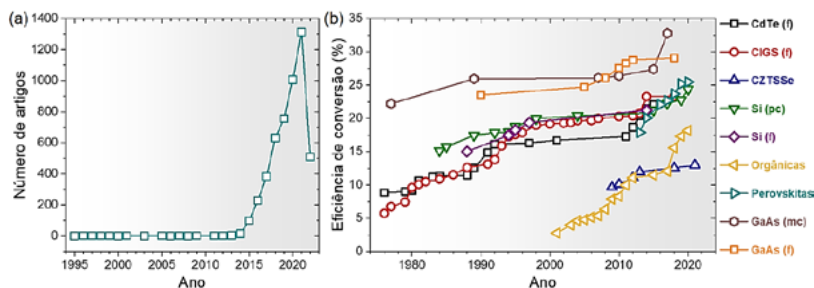 (a)
Número de artigos
1400
1200
1000
800
600
400
200
0
1995
2000
2005
2010
2015
2020
Ano
(b)
Eficiência de conversão (%)
35
30
25
20
15
10
5
0
1980
1990
2000
2010
2020
Ano
CdTe (f)
CIGS (f)
CZTSSe
Si (pc)
Si (f)
Orgânicas
Perovskitas
GaAs (mc)
GaAs (f)